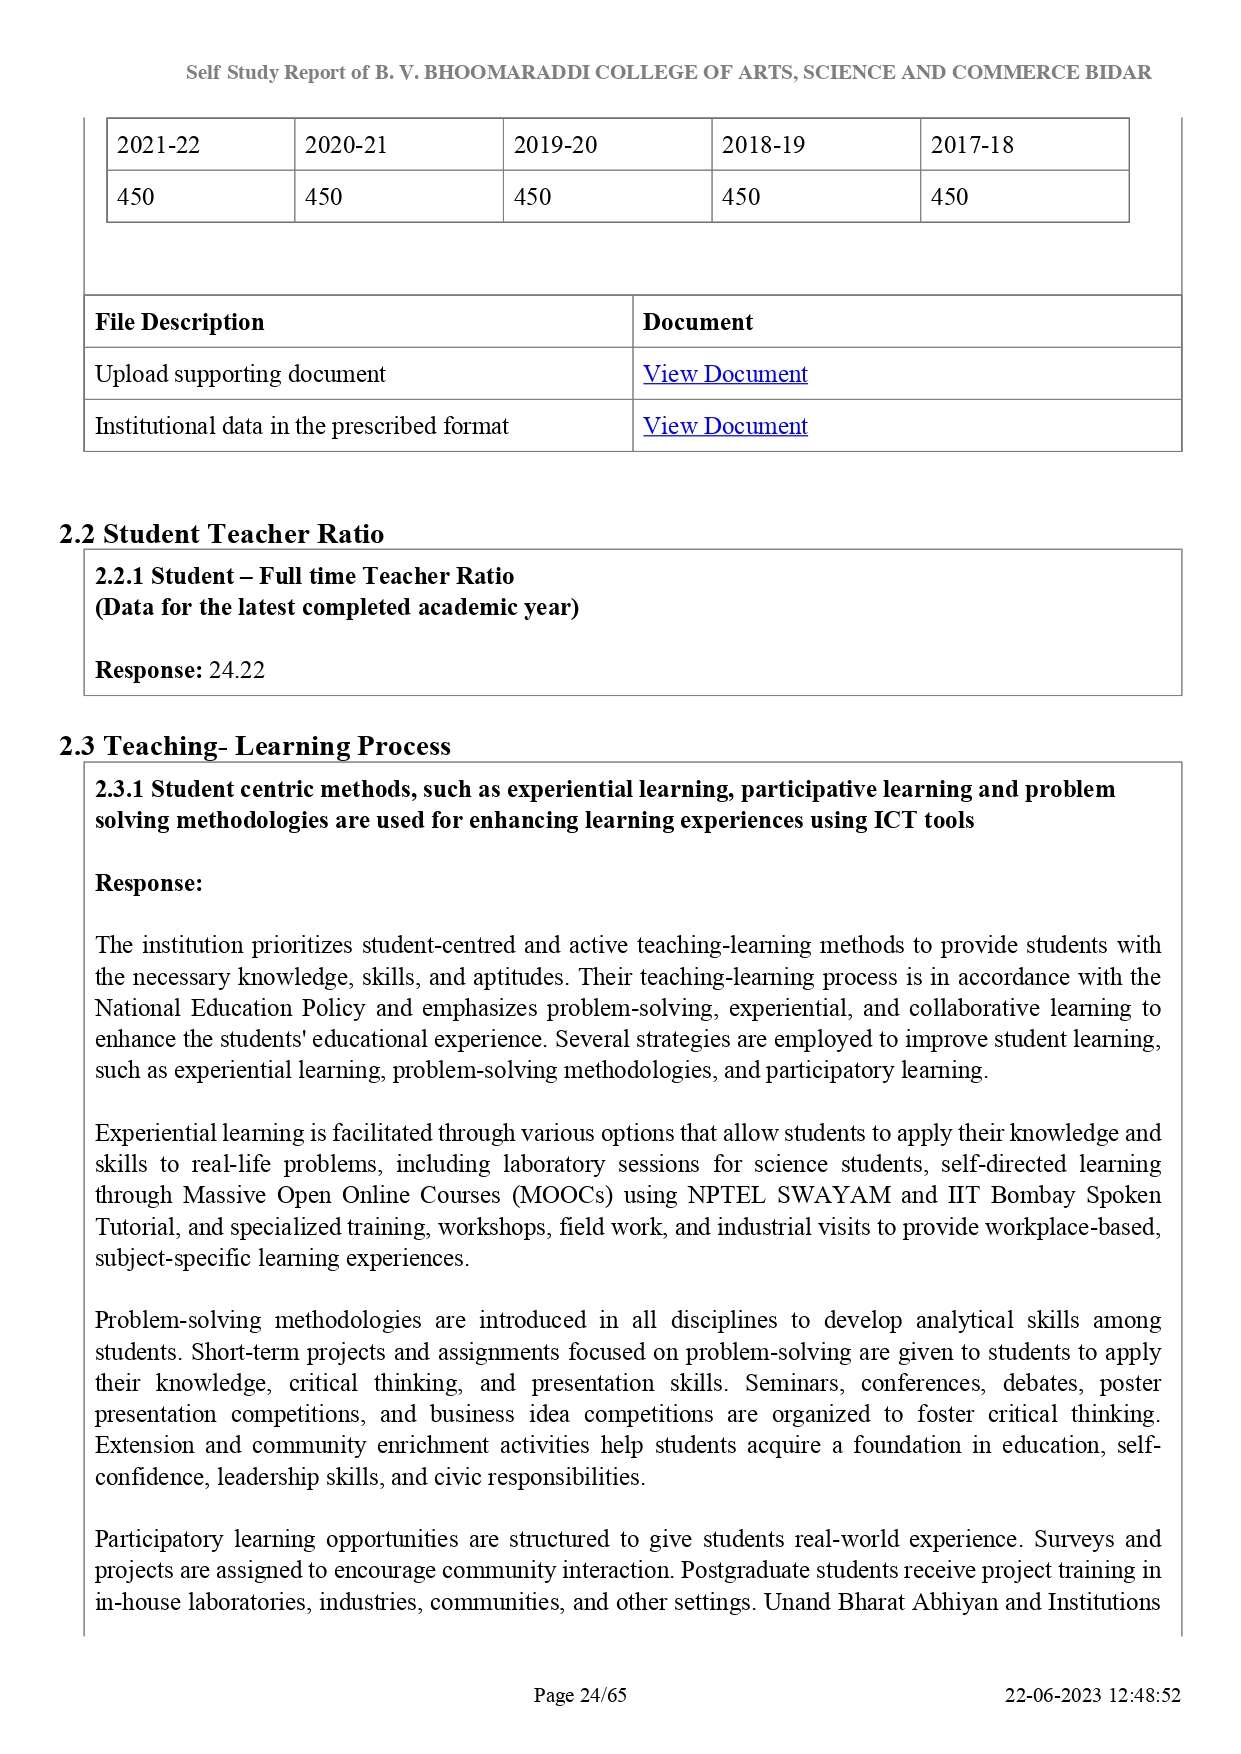 Self Study Report of B. V. BHOOMARADDI COLLEGE OF ARTS, SCIENCE AND COMMERCE BIDAR
2021-22 2020-21 2019-20 2018-19 2017-18
450 450 450 450 450
File Description Document
Upload supporting document View Document
Institutional data in the prescribed format View Document
2.2 Student Teacher Ratio
2.2.1 Student – Full time Teacher Ratio
(Data for the latest completed academic year)
Response: 24.22
2.3 Teaching- Learning Process
2.3.1 Student centric methods, such as experiential learning, participative learning and problem
solving methodologies are used for enhancing learning experiences using ICT tools
Response:
The institution prioritizes student-centred and active teaching-learning methods to provide students with
the necessary knowledge, skills, and aptitudes. Their teaching-learning process is in accordance with the
National Education Policy and emphasizes problem-solving, experiential, and collaborative learning to
enhance the students' educational experience. Several strategies are employed to improve student learning,
such as experiential learning, problem-solving methodologies, and participatory learning.
Experiential learning is facilitated through various options that allow students to apply their knowledge and
skills to real-life problems, including laboratory sessions for science students, self-directed learning
through Massive Open Online Courses (MOOCs) using NPTEL SWAYAM and IIT Bombay Spoken
Tutorial, and specialized training, workshops, field work, and industrial visits to provide workplace-based,
subject-specific learning experiences.
Problem-solving methodologies are introduced in all disciplines to develop analytical skills among
students. Short-term projects and assignments focused on problem-solving are given to students to apply
their knowledge, critical thinking, and presentation skills. Seminars, conferences, debates, poster
presentation competitions, and business idea competitions are organized to foster critical thinking.
Extension and community enrichment activities help students acquire a foundation in education, self-
confidence, leadership skills, and civic responsibilities.
Participatory learning opportunities are structured to give students real-world experience. Surveys and
projects are assigned to encourage community interaction. Postgraduate students receive project training in
in-house laboratories, industries, communities, and other settings. Unand Bharat Abhiyan and Institutions
Page 24/65 22-06-2023 12:48:52